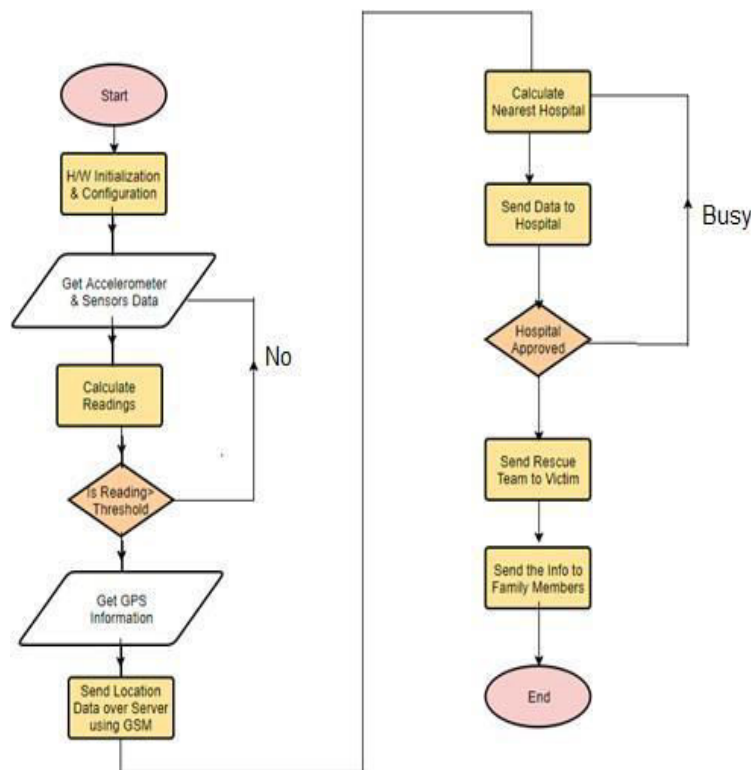 Start
H/W Initialization
& Configuration
Get Accelerometer
& Sensors Data
No
Calculate
Readings
Is Reading>
Threshold
Get GPS
Information
Send Location
Data over Server
using GSM
Calculate
Nearest Hospital
Send Data to
Hospital
Busy
Hospital
Approved
Send Rescue
Team to Victim
Send the Info to
Family Members
End